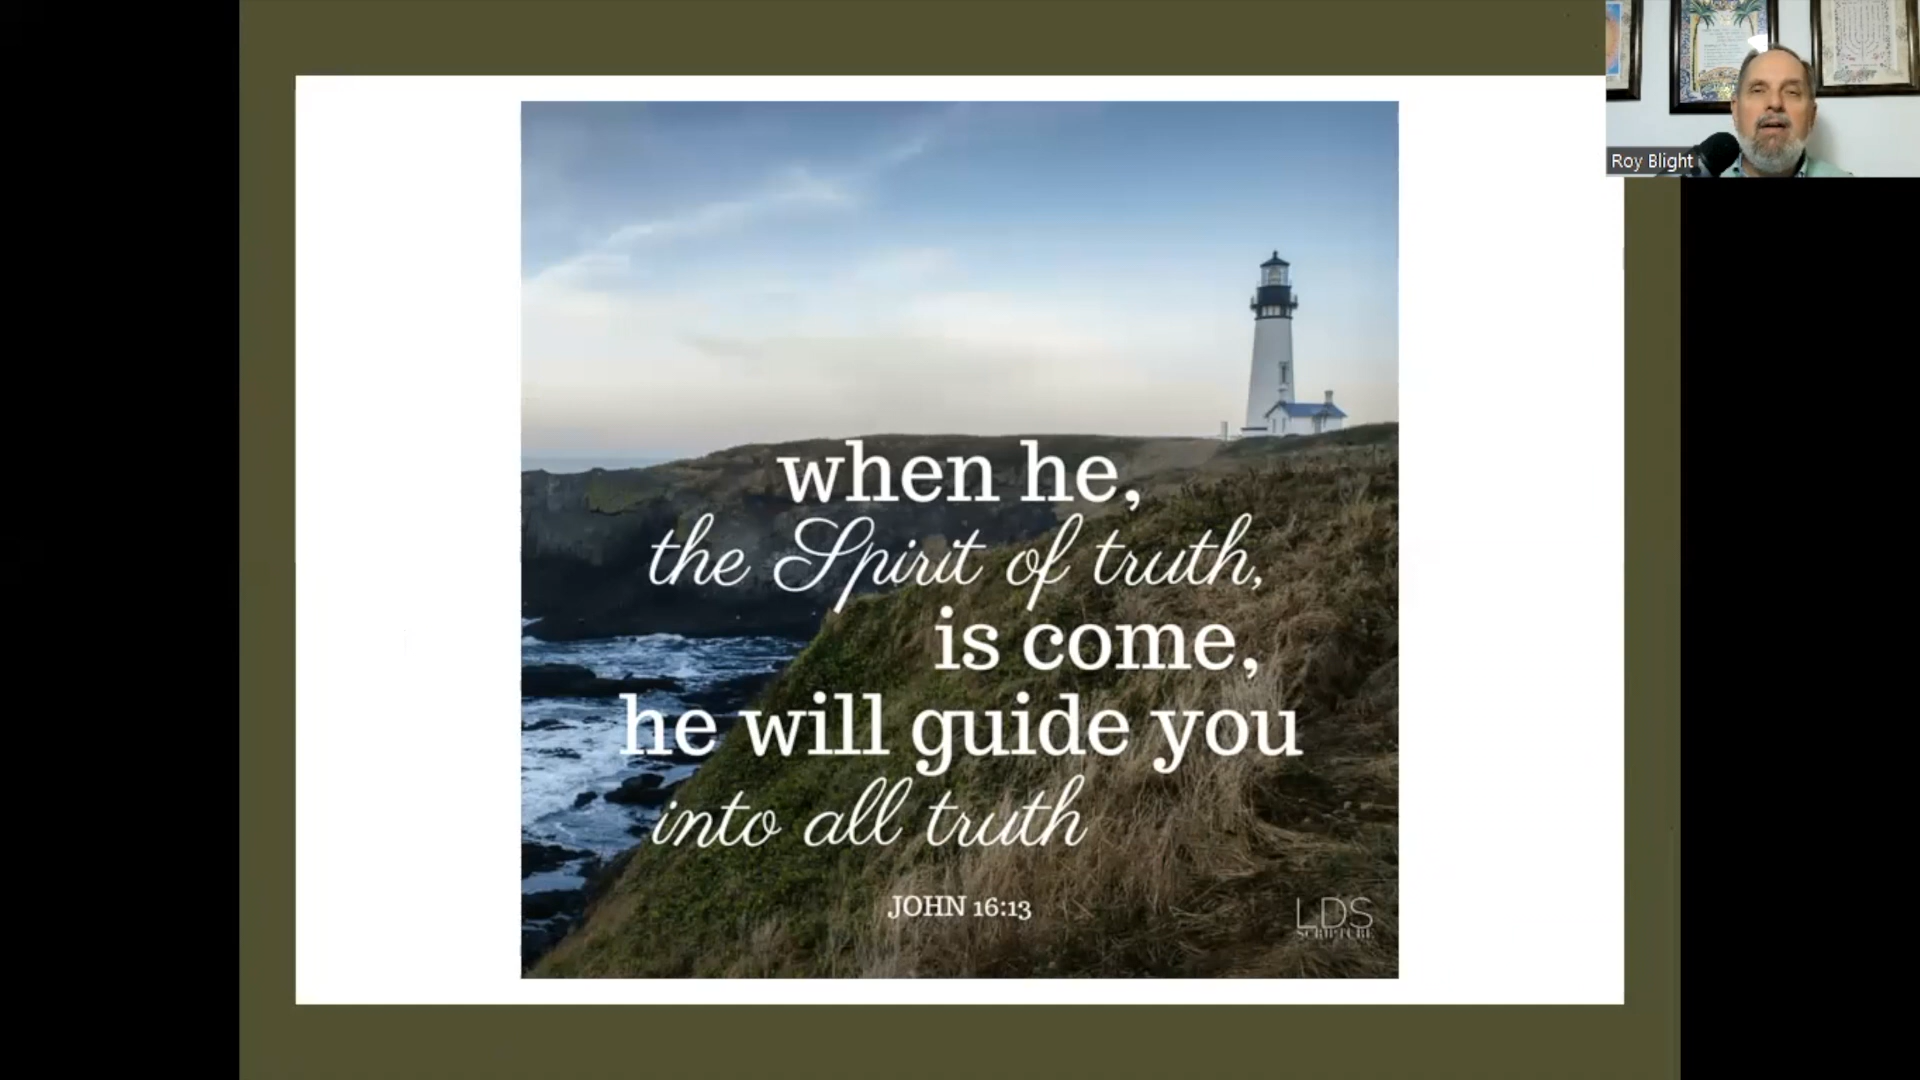 Roy Blight
when he,
the Spirit of truth,
is come,
he will guide you
into all truth
JOHN 16:13
LDS
SCRIPTURE